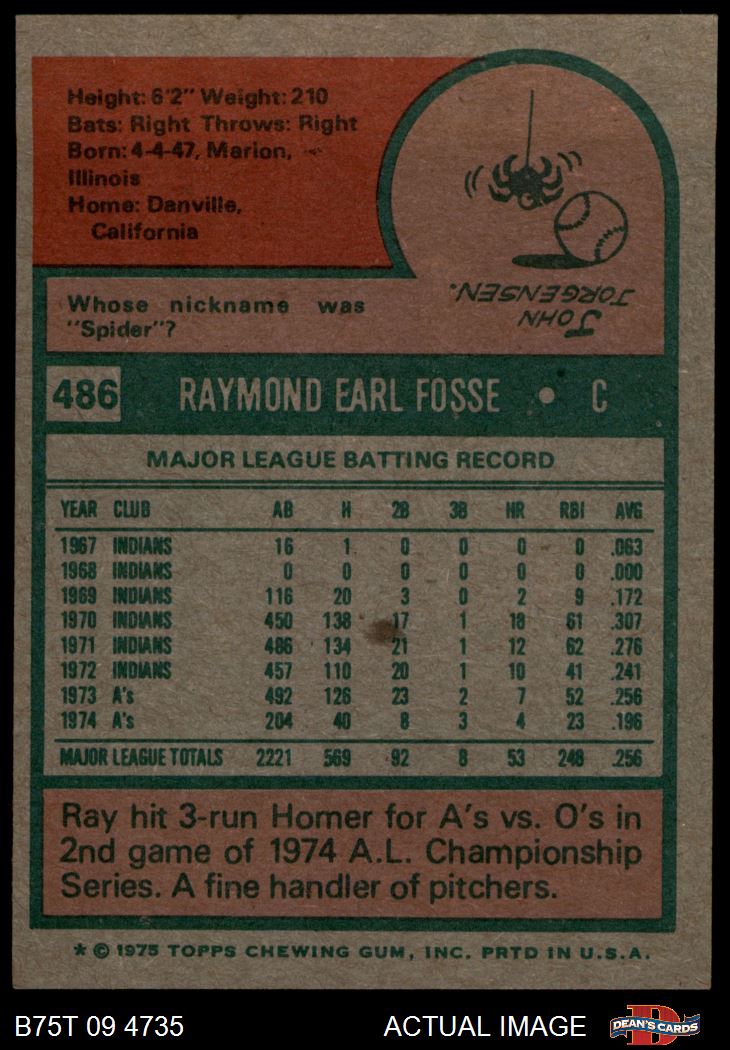 Height: 6'2" Weight: 210
Bats: Right Throws: Right
Born: 4-4-47, Marion,
Illinois
Home: Danville,
California
Whose nickname was
"Spider"?
JOHN
JORGENSEN.
486 RAYMOND EARL FOSSE • C
MAJOR LEAGUE BATTING RECORD
YEAR CLUB AB H 2B 3B HR RBI AVG
1967 INDIANS 16 1 0 0 0 0 .063
1968 INDIANS 0 0 0 0 0 0 .000
1969 INDIANS 116 20 3 0 2 9 .172
1970 INDIANS 450 138 17 1 18 61 .307
1971 INDIANS 486 134 21 1 12 62 .276
1972 INDIANS 457 110 20 1 10 41 .241
1973 A's 492 126 23 2 7 52 .256
1974 A's 204 40 8 3 4 23 .196
MAJOR LEAGUE TOTALS 2221 569 92 8 53 248 .256
Ray hit 3-run Homer for A's vs. O's in
2nd game of 1974 A.L. Championship
Series. A fine handler of pitchers.
* © 1975 TOPPS CHEWING GUM, INC. PRTD IN U.S.A.
B75T 09 4735 ACTUAL IMAGE DEAN'S CARDS